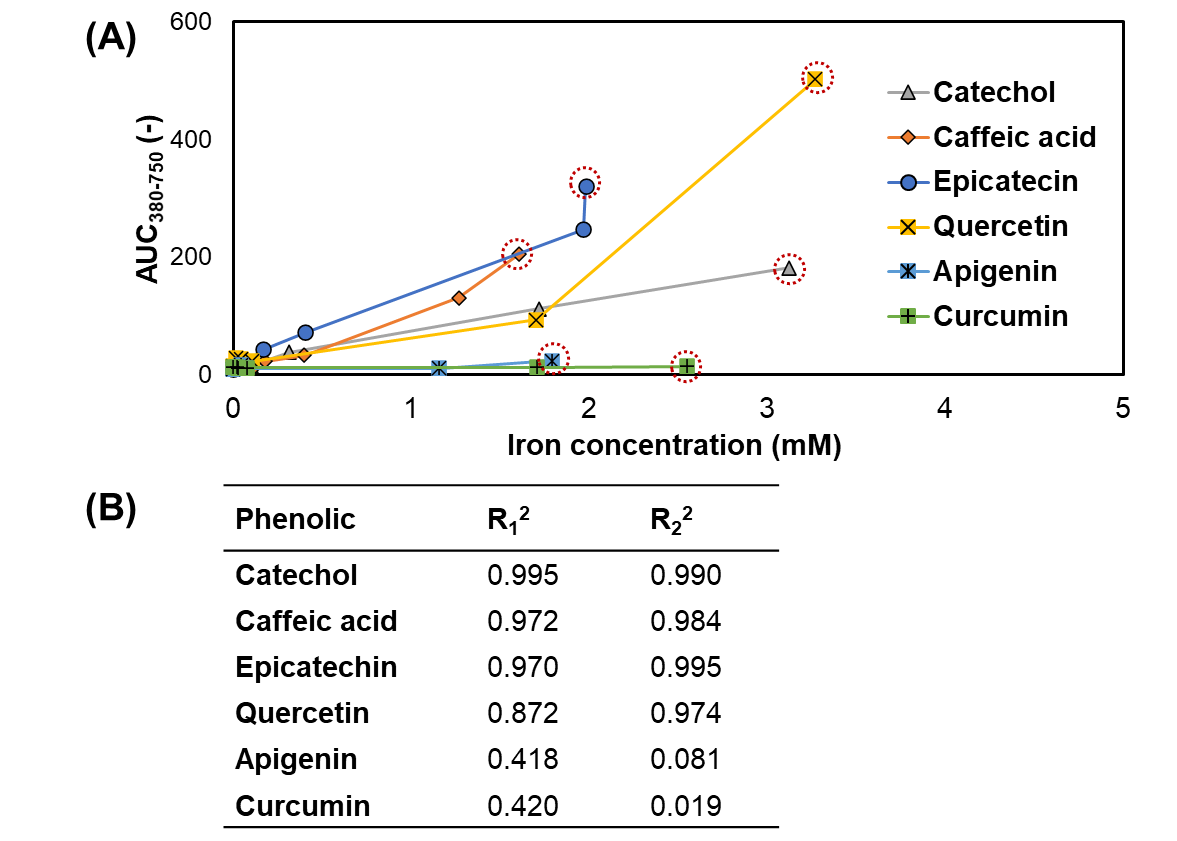 (A)
600
400
200
0
AUC380-750 (-)
0 1 2 3 4 5
Iron concentration (mM)
Catechol
Caffeic acid
Epicatecin
Quercetin
Apigenin
Curcumin
(B)
Phenolic R₁² R₂²
Catechol 0.995 0.990
Caffeic acid 0.972 0.984
Epicatechin 0.970 0.995
Quercetin 0.872 0.974
Apigenin 0.418 0.081
Curcumin 0.420 0.019